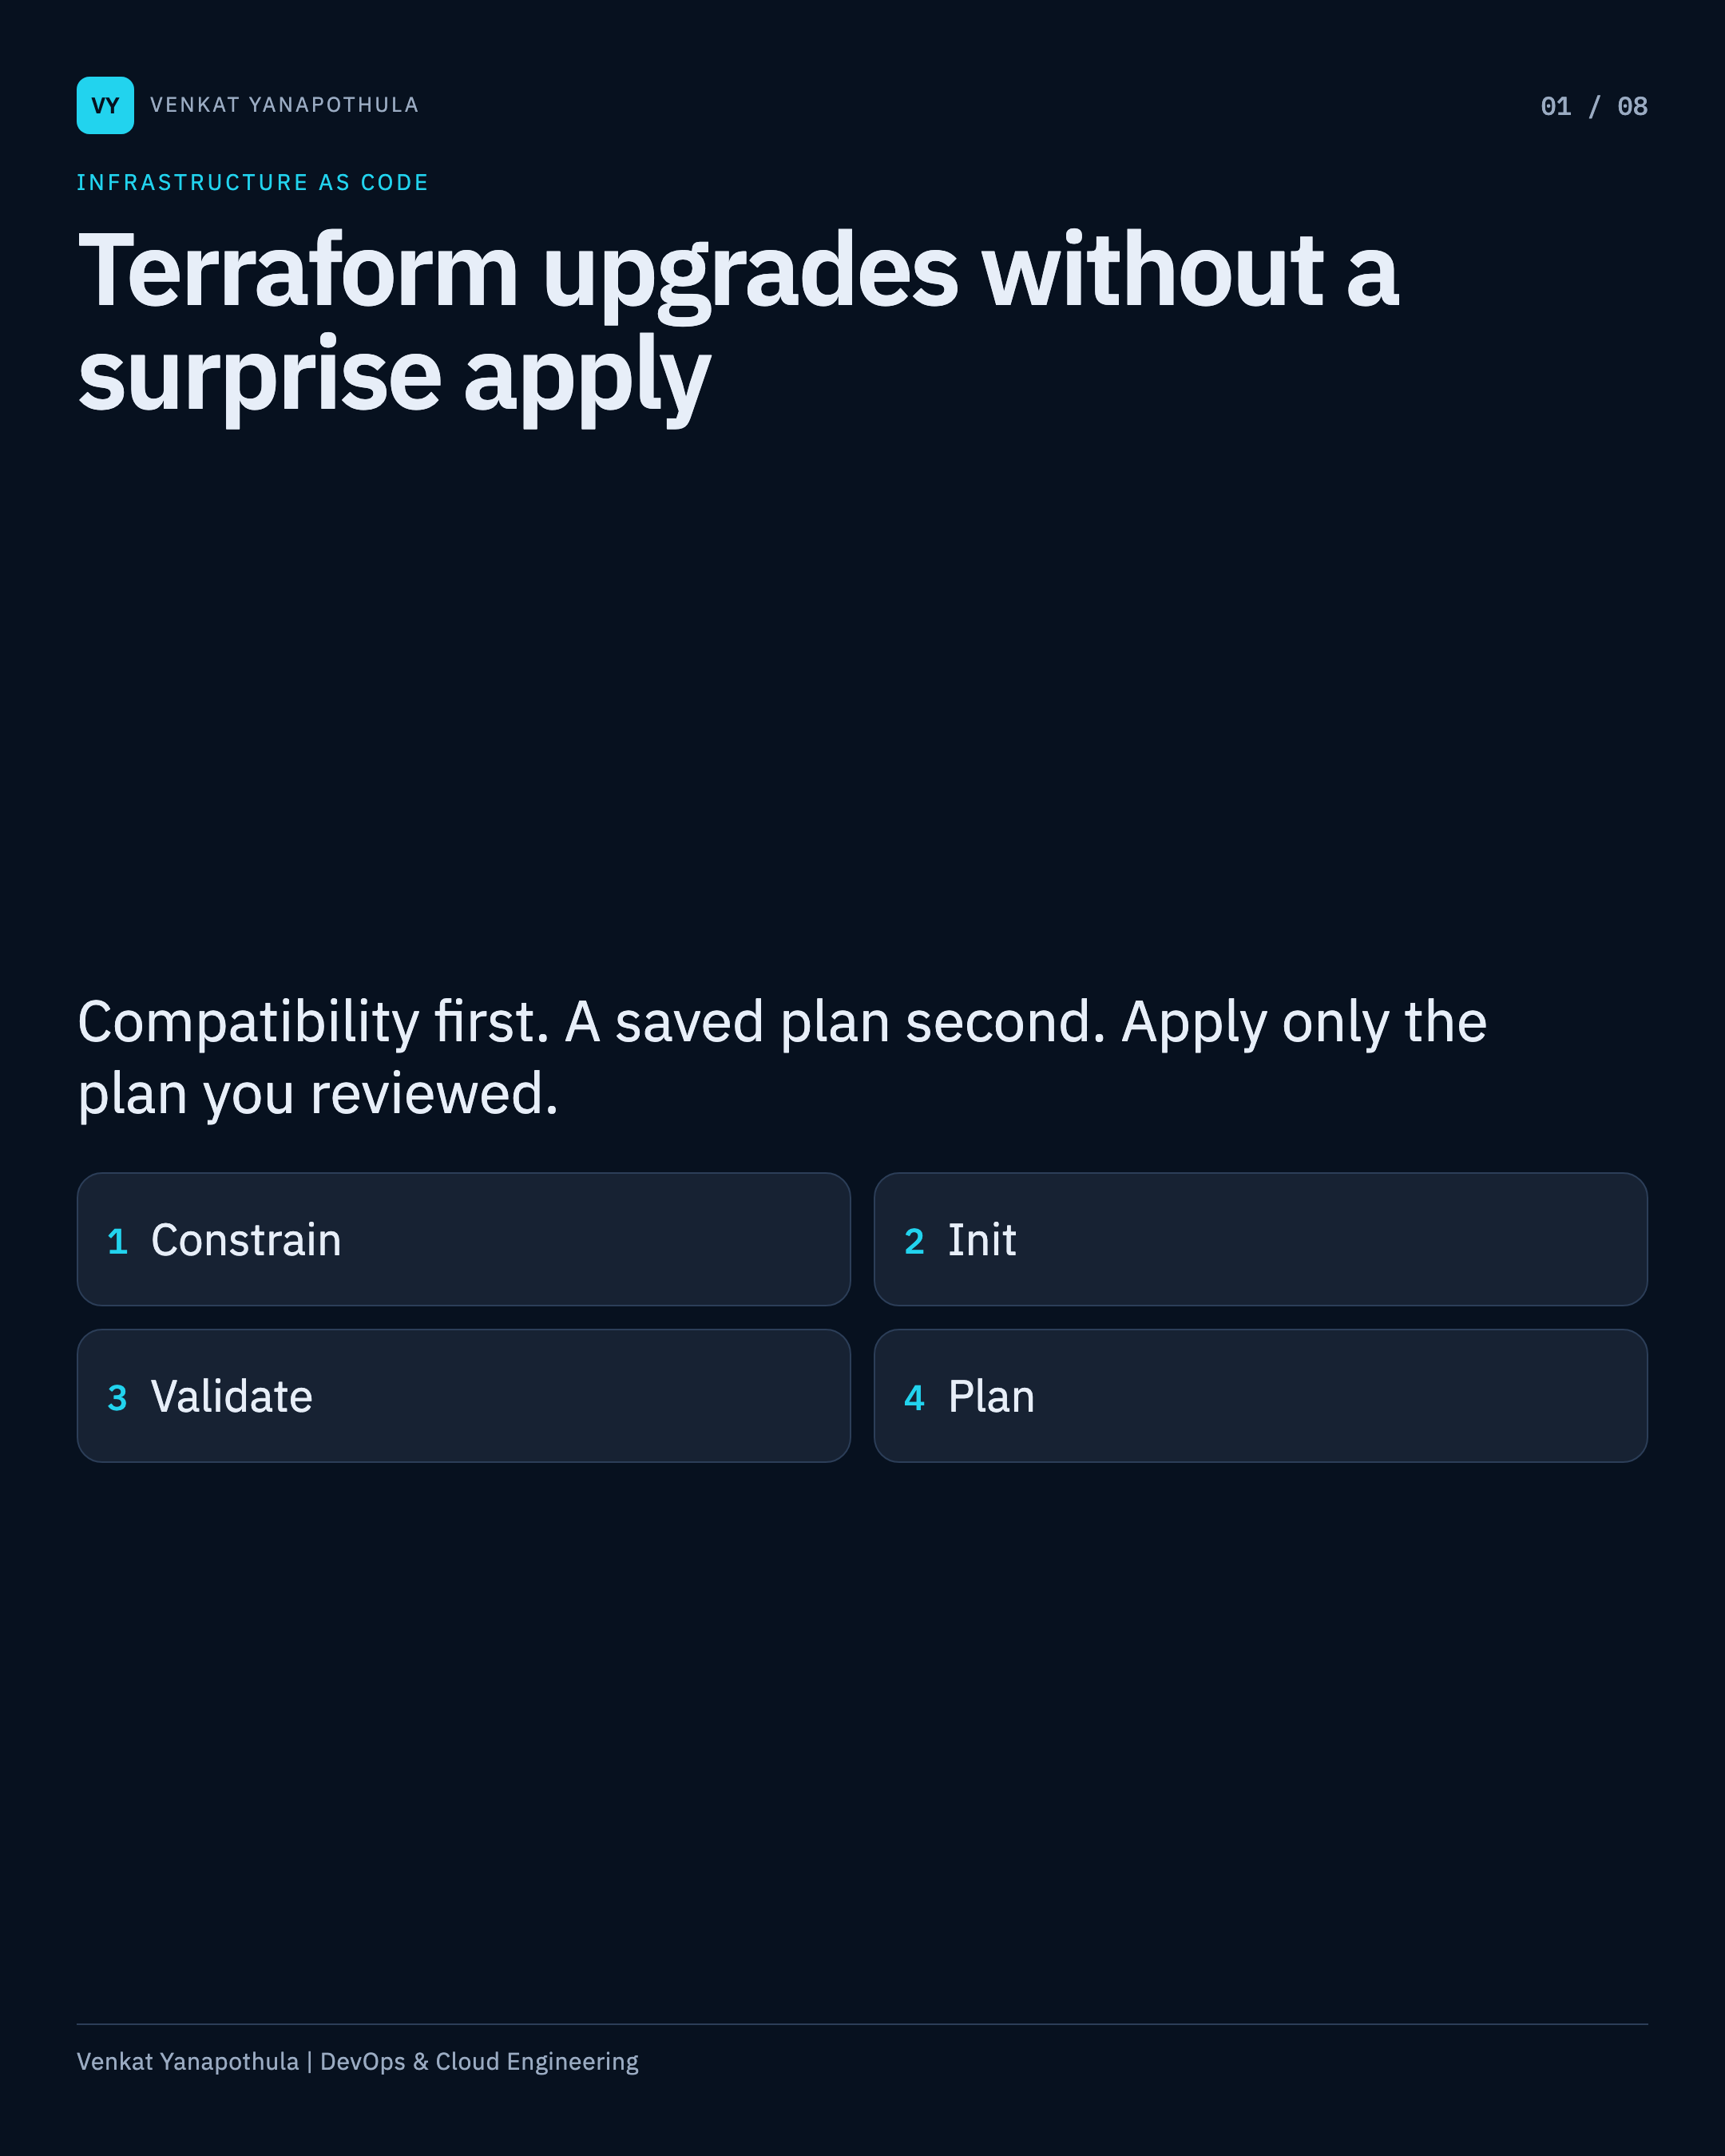 VY VENKAT YANAPOTHULA
01 / 08
INFRASTRUCTURE AS CODE
Terraform upgrades without a
surprise apply
Compatibility first. A saved plan second. Apply only the
plan you reviewed.
1 Constrain
2 Init
3 Validate
4 Plan
Venkat Yanapothula | DevOps & Cloud Engineering